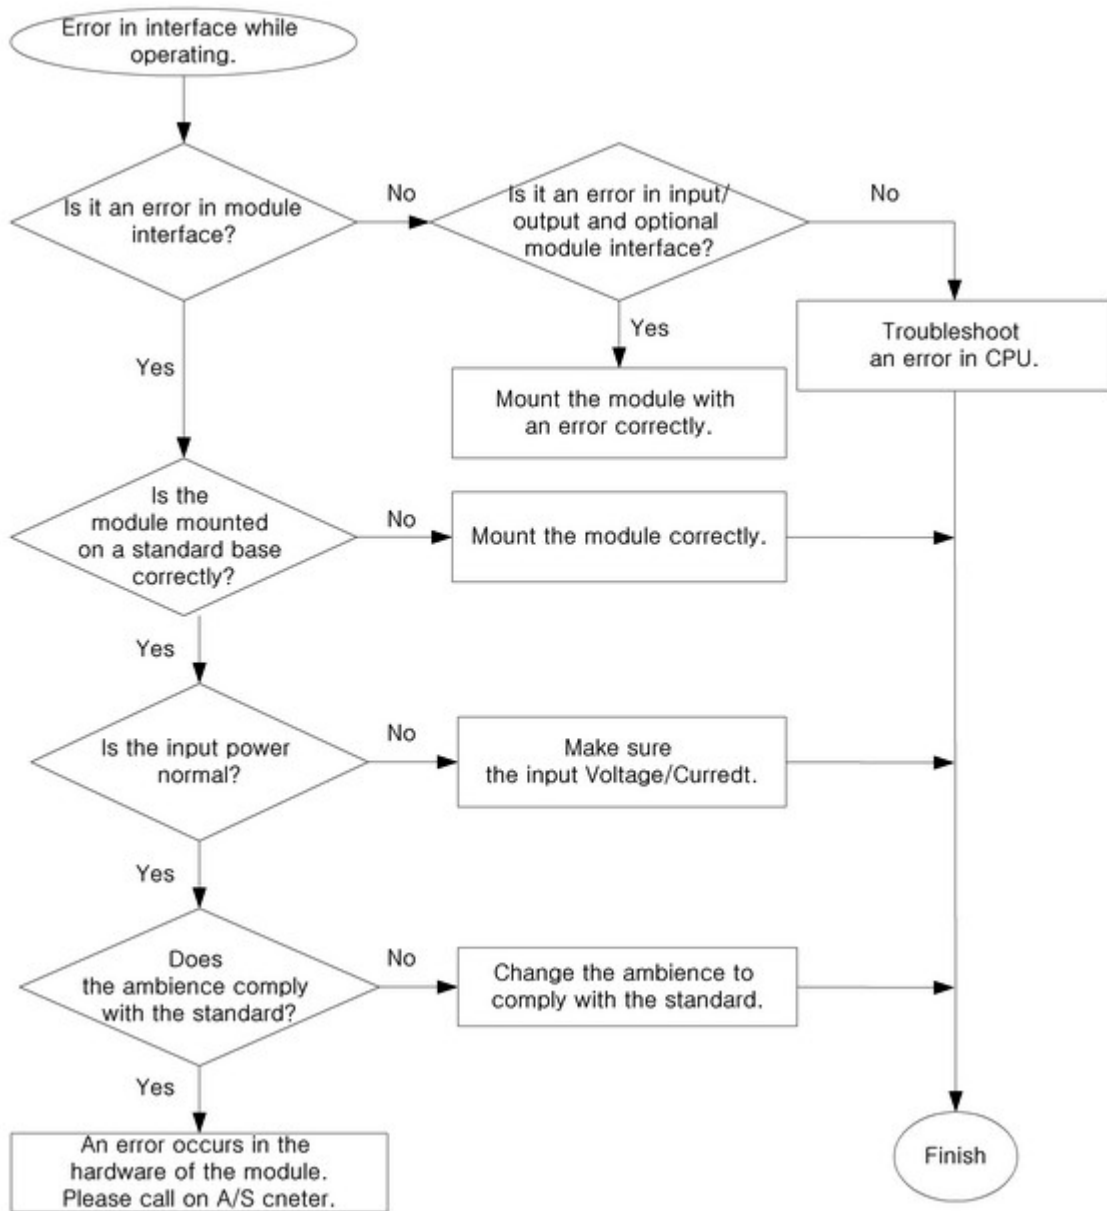 Error in interface while
operating.
Is it an error in module
interface?
No
Is it an error in input/
output and optional
module interface?
No
Yes
Troubleshoot
an error in CPU.
Yes
Mount the module with
an error correctly.
Is the
module mounted
on a standard base
correctly?
No
Mount the module correctly.
Yes
Is the input power
normal?
No
Make sure
the input Voltage/Curredt.
Yes
Does
the ambience comply
with the standard?
No
Change the ambience to
comply with the standard.
Yes
An error occurs in the
hardware of the module.
Please call on A/S cneter.
Finish